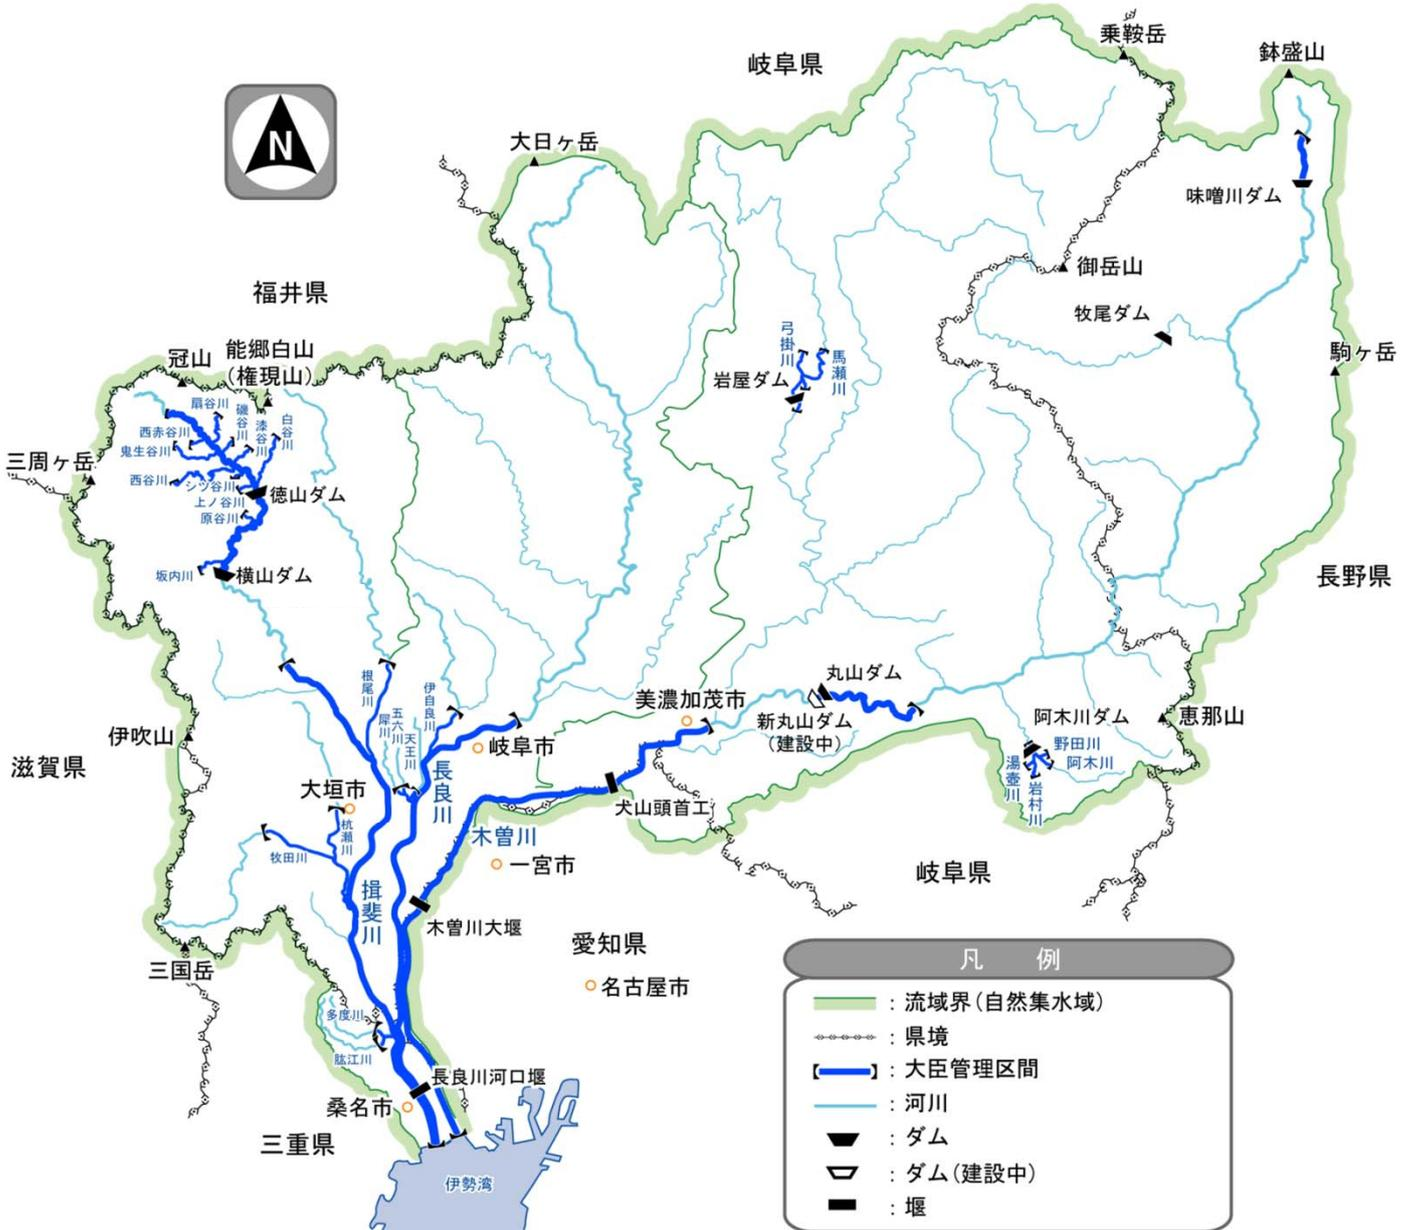 乗鞍岳
鉢盛山
岐阜県
N
大日ヶ岳
味噌川ダム
御岳山
福井県
牧尾ダム
弓掛川
馬瀬川
岩屋ダム
駒ヶ岳
冠山
能郷白山
（権現山）
扇谷川
磯谷川
漆谷川
白谷川
西赤谷川
鬼生谷川
三周ヶ岳
西谷川
シツ谷川
徳山ダム
上ノ谷川
原谷川
坂内川
横山ダム
長野県
根尾川
伊自良川
五六川
犀川
天王川
美濃加茂市
丸山ダム
新丸山ダム
（建設中）
阿木川ダム
恵那山
伊吹山
岐阜市
野田川
阿木川
湯壺川
岩村川
滋賀県
大垣市
長良川
犬山頭首工
杭瀬川
木曽川
牧田川
一宮市
岐阜県
揖斐川
木曽川大堰
愛知県
三国岳
名古屋市
多度川
肱江川
長良川河口堰
桑名市
三重県
伊勢湾
凡　例
：流域界（自然集水域）
：県境
：大臣管理区間
：河川
：ダム
：ダム（建設中）
：堰